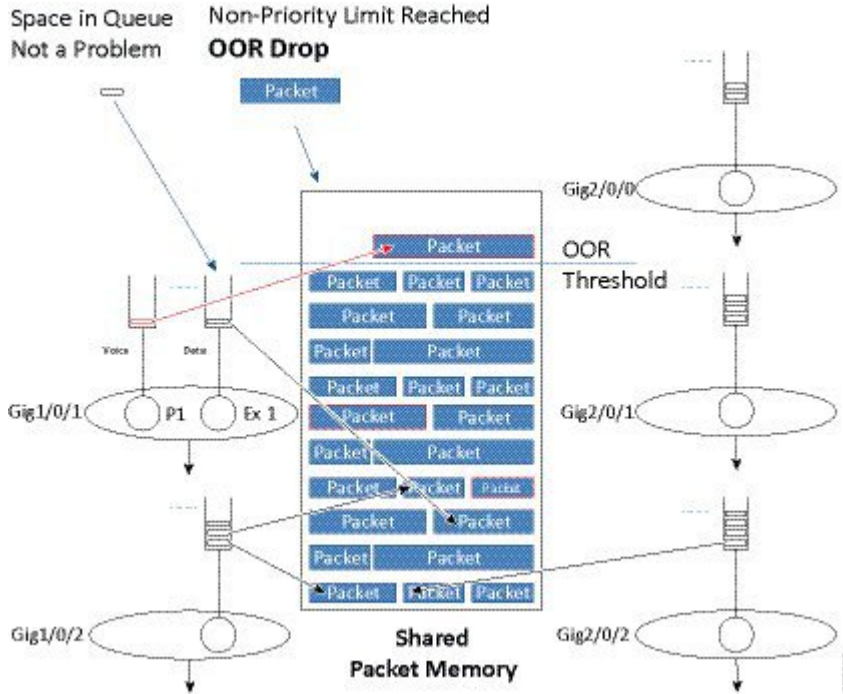 Space in Queue
Not a Problem
Non-Priority Limit Reached
OOR Drop
Packet
Gig2/0/0
Packet
OOR
Threshold
Packet Packet Packet
Packet Packet
Voice
Data
Packet Packet
Packet Packet Packet
Gig1/0/1
P1
Ex 1
Packet Packet
Gig2/0/1
Packet Packet
Packet Packet Packet
Packet Packet
Packet Packet
Packet Packet Packet
Gig1/0/2
Gig2/0/2
Shared
Packet Memory